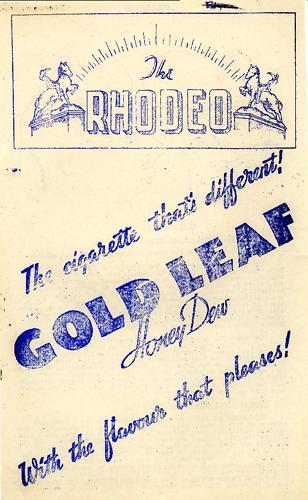 The
RHODEO
The cigarette that's different!
GOLD LEAF
Honey Dew
With the flavour that pleases!